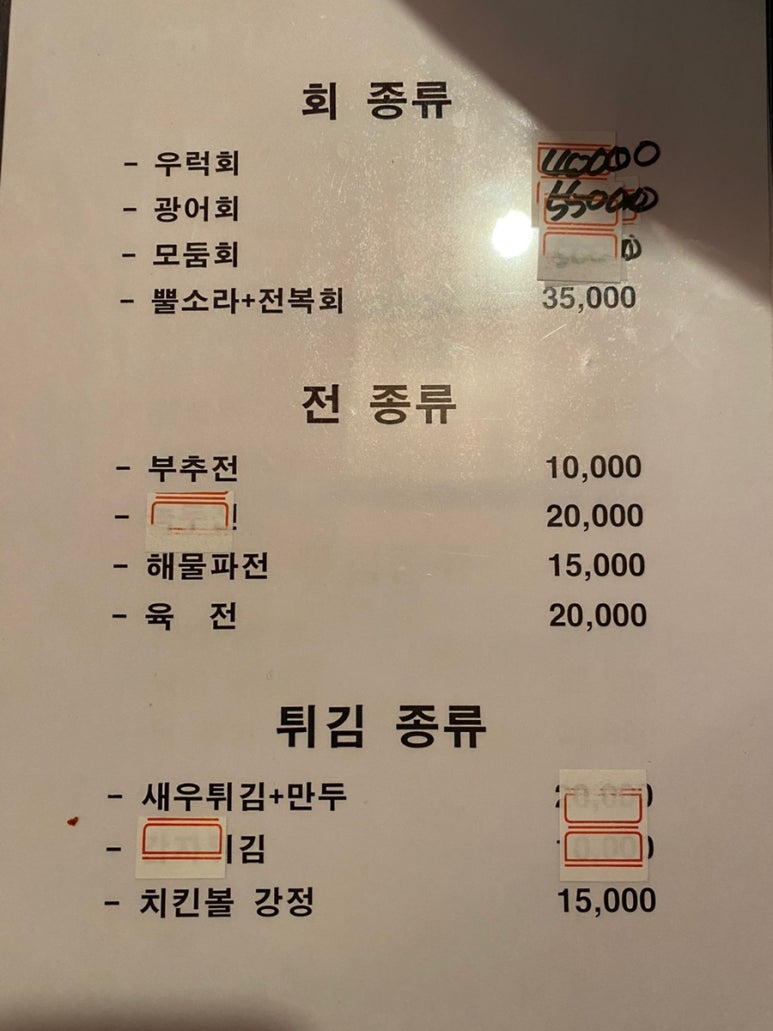 회 종류
- 우럭회 40000
- 광어회 55000
- 모둠회
- 뿔소라+전복회 35,000
전 종류
- 부추전 10,000
- 20,000
- 해물파전 15,000
- 육 전 20,000
튀김 종류
- 새우튀김+만두
- 김
- 치킨볼 강정 15,000